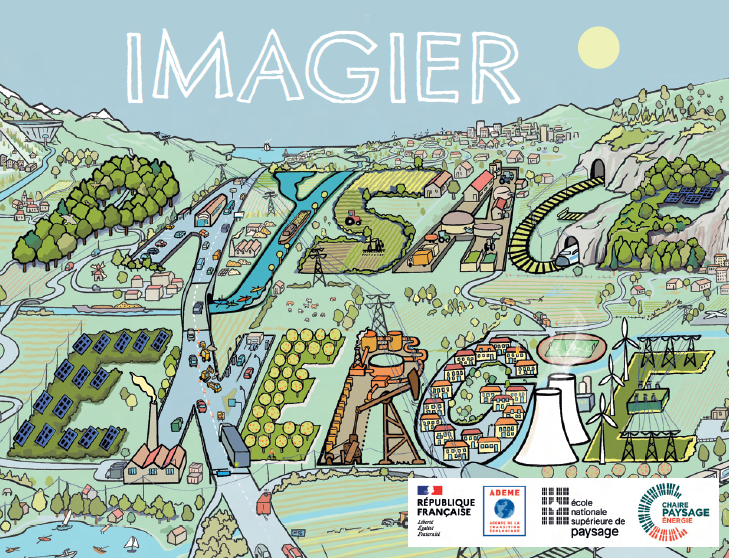 IMAGIER
PAYSAGE
ENERGIE
RÉPUBLIQUE
FRANÇAISE
Liberté
Égalité
Fraternité
ADEME
AGENCE DE LA
TRANSITION
ÉCOLOGIQUE
école
nationale
supérieure de
paysage
CHAIRE
PAYSAGE
ÉNERGIE